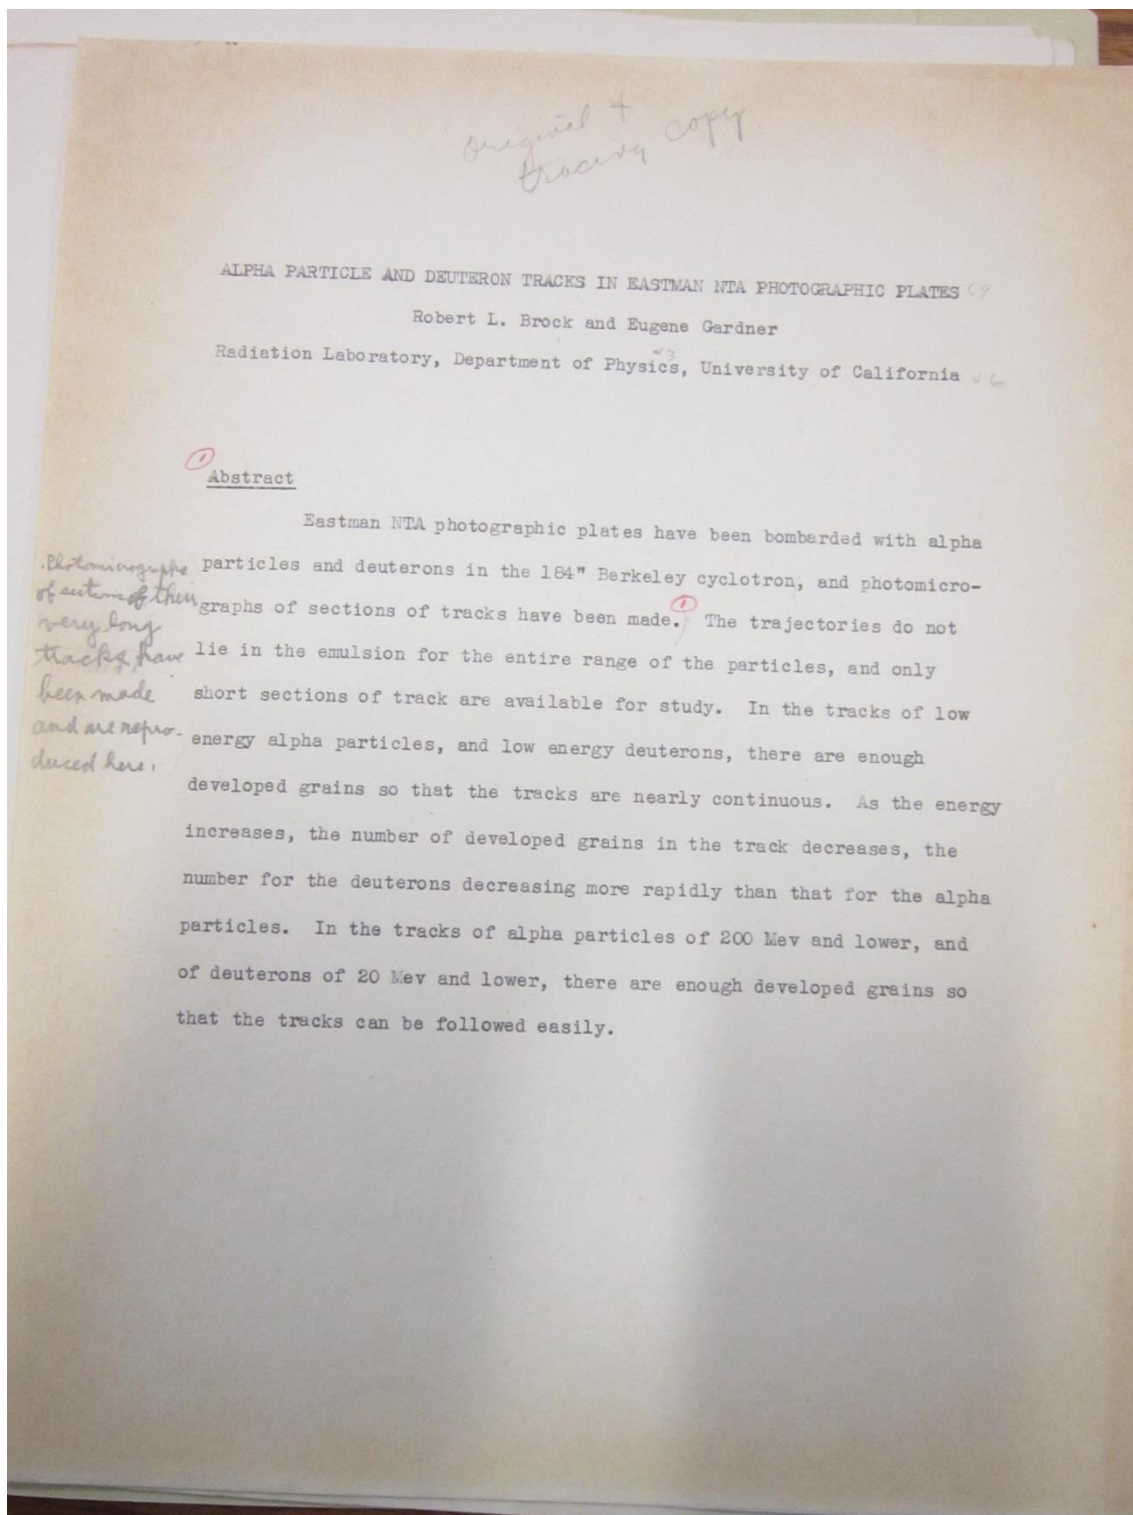 Original &
tracing copy
ALPHA PARTICLE AND DEUTERON TRACKS IN EASTMAN NTA PHOTOGRAPHIC PLATES
Robert L. Brock and Eugene Gardner
Radiation Laboratory, Department of Physics, University of California
1
Abstract
Eastman NTA photographic plates have been bombarded with alpha
particles and deuterons in the 184" Berkeley cyclotron, and photomicro-
graphs of sections of tracks have been made. 1 The trajectories do not
lie in the emulsion for the entire range of the particles, and only
short sections of track are available for study. In the tracks of low
energy alpha particles, and low energy deuterons, there are enough
developed grains so that the tracks are nearly continuous. As the energy
increases, the number of developed grains in the track decreases, the
number for the deuterons decreasing more rapidly than that for the alpha
particles. In the tracks of alpha particles of 200 Mev and lower, and
of deuterons of 20 Mev and lower, there are enough developed grains so
that the tracks can be followed easily.
Photomicrographs
of sections of
very long
tracks have
been made
and are repro-
duced here.